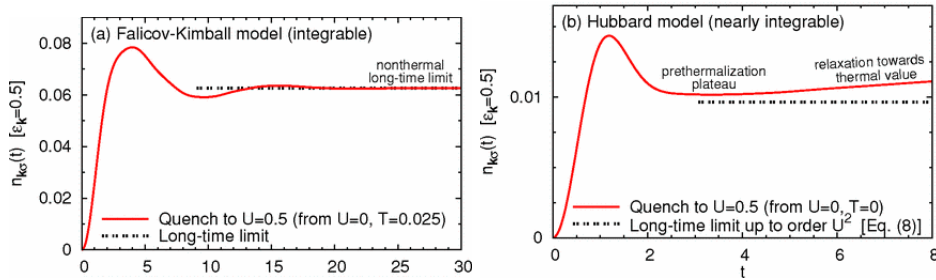 (a) Falicov-Kimball model (integrable)
nonthermal
long-time limit
n_kσ(t) [ε_k=0.5]
0.08
0.06
0.04
0.02
0
Quench to U=0.5 (from U=0, T=0.025)
Long-time limit
0 5 10 15 20 25 30
(b) Hubbard model (nearly integrable)
prethermalization
plateau
relaxation towards
thermal value
n_kσ(t) [ε_k=0.5]
0.01
0
Quench to U=0.5 (from U=0, T=0)
Long-time limit up to order U² [Eq. (8)]
0 2 4 6 8
t